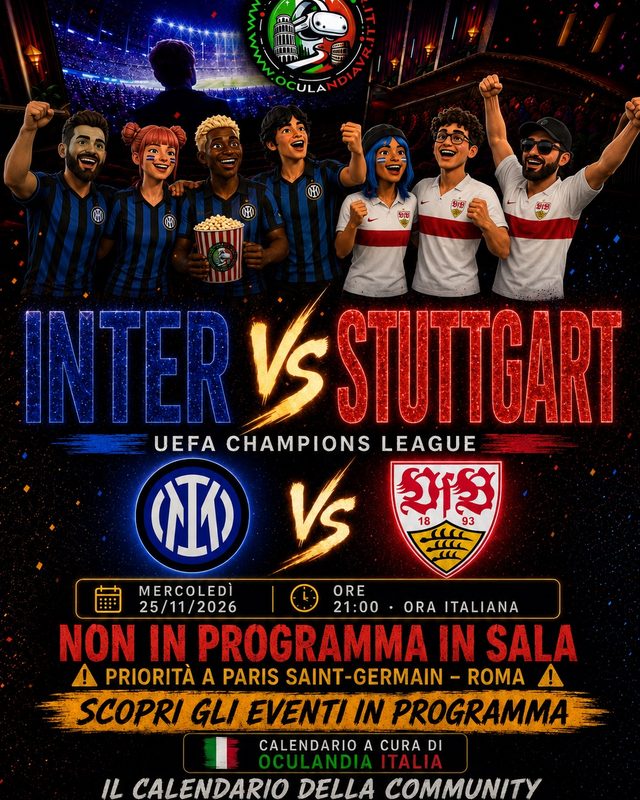 WWW.OCULANDIAVR.IT
INTER VS STUTTGART
UEFA CHAMPIONS LEAGUE
VS
VfB
18 93
MERCOLEDÌ
25/11/2026
ORE
21:00 · ORA ITALIANA
NON IN PROGRAMMA IN SALA
PRIORITÀ A PARIS SAINT-GERMAIN – ROMA
SCOPRI GLI EVENTI IN PROGRAMMA
CALENDARIO A CURA DI
OCULANDIA ITALIA
IL CALENDARIO DELLA COMMUNITY